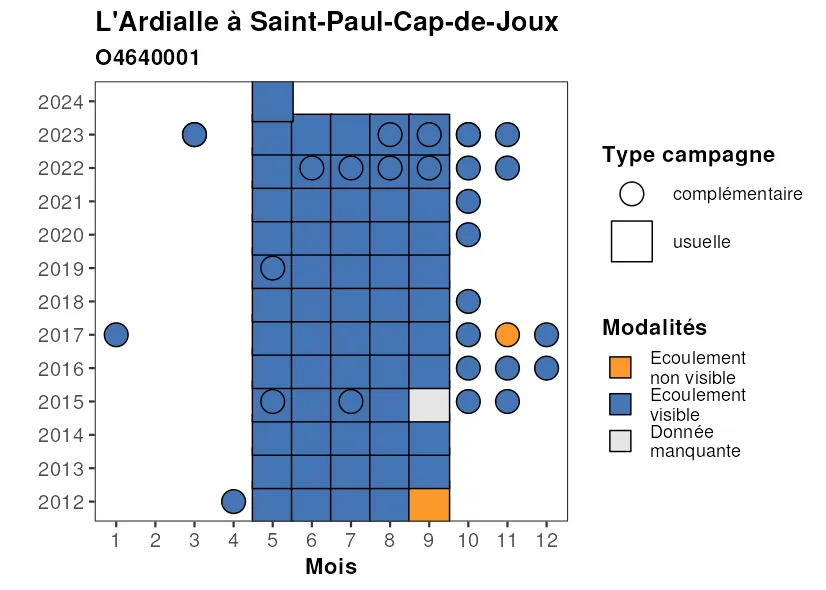 L'Ardialle à Saint-Paul-Cap-de-Joux
O4640001
2024
2023
2022
2021
2020
2019
2018
2017
2016
2015
2014
2013
2012
1 2 3 4 5 6 7 8 9 10 11 12
Mois
Type campagne
complémentaire
usuelle
Modalités
Ecoulement
non visible
Ecoulement
visible
Donnée
manquante